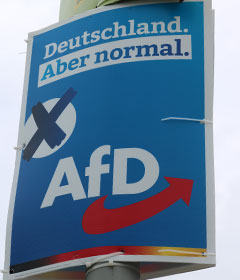 Deutschland.
Aber normal.
AfD